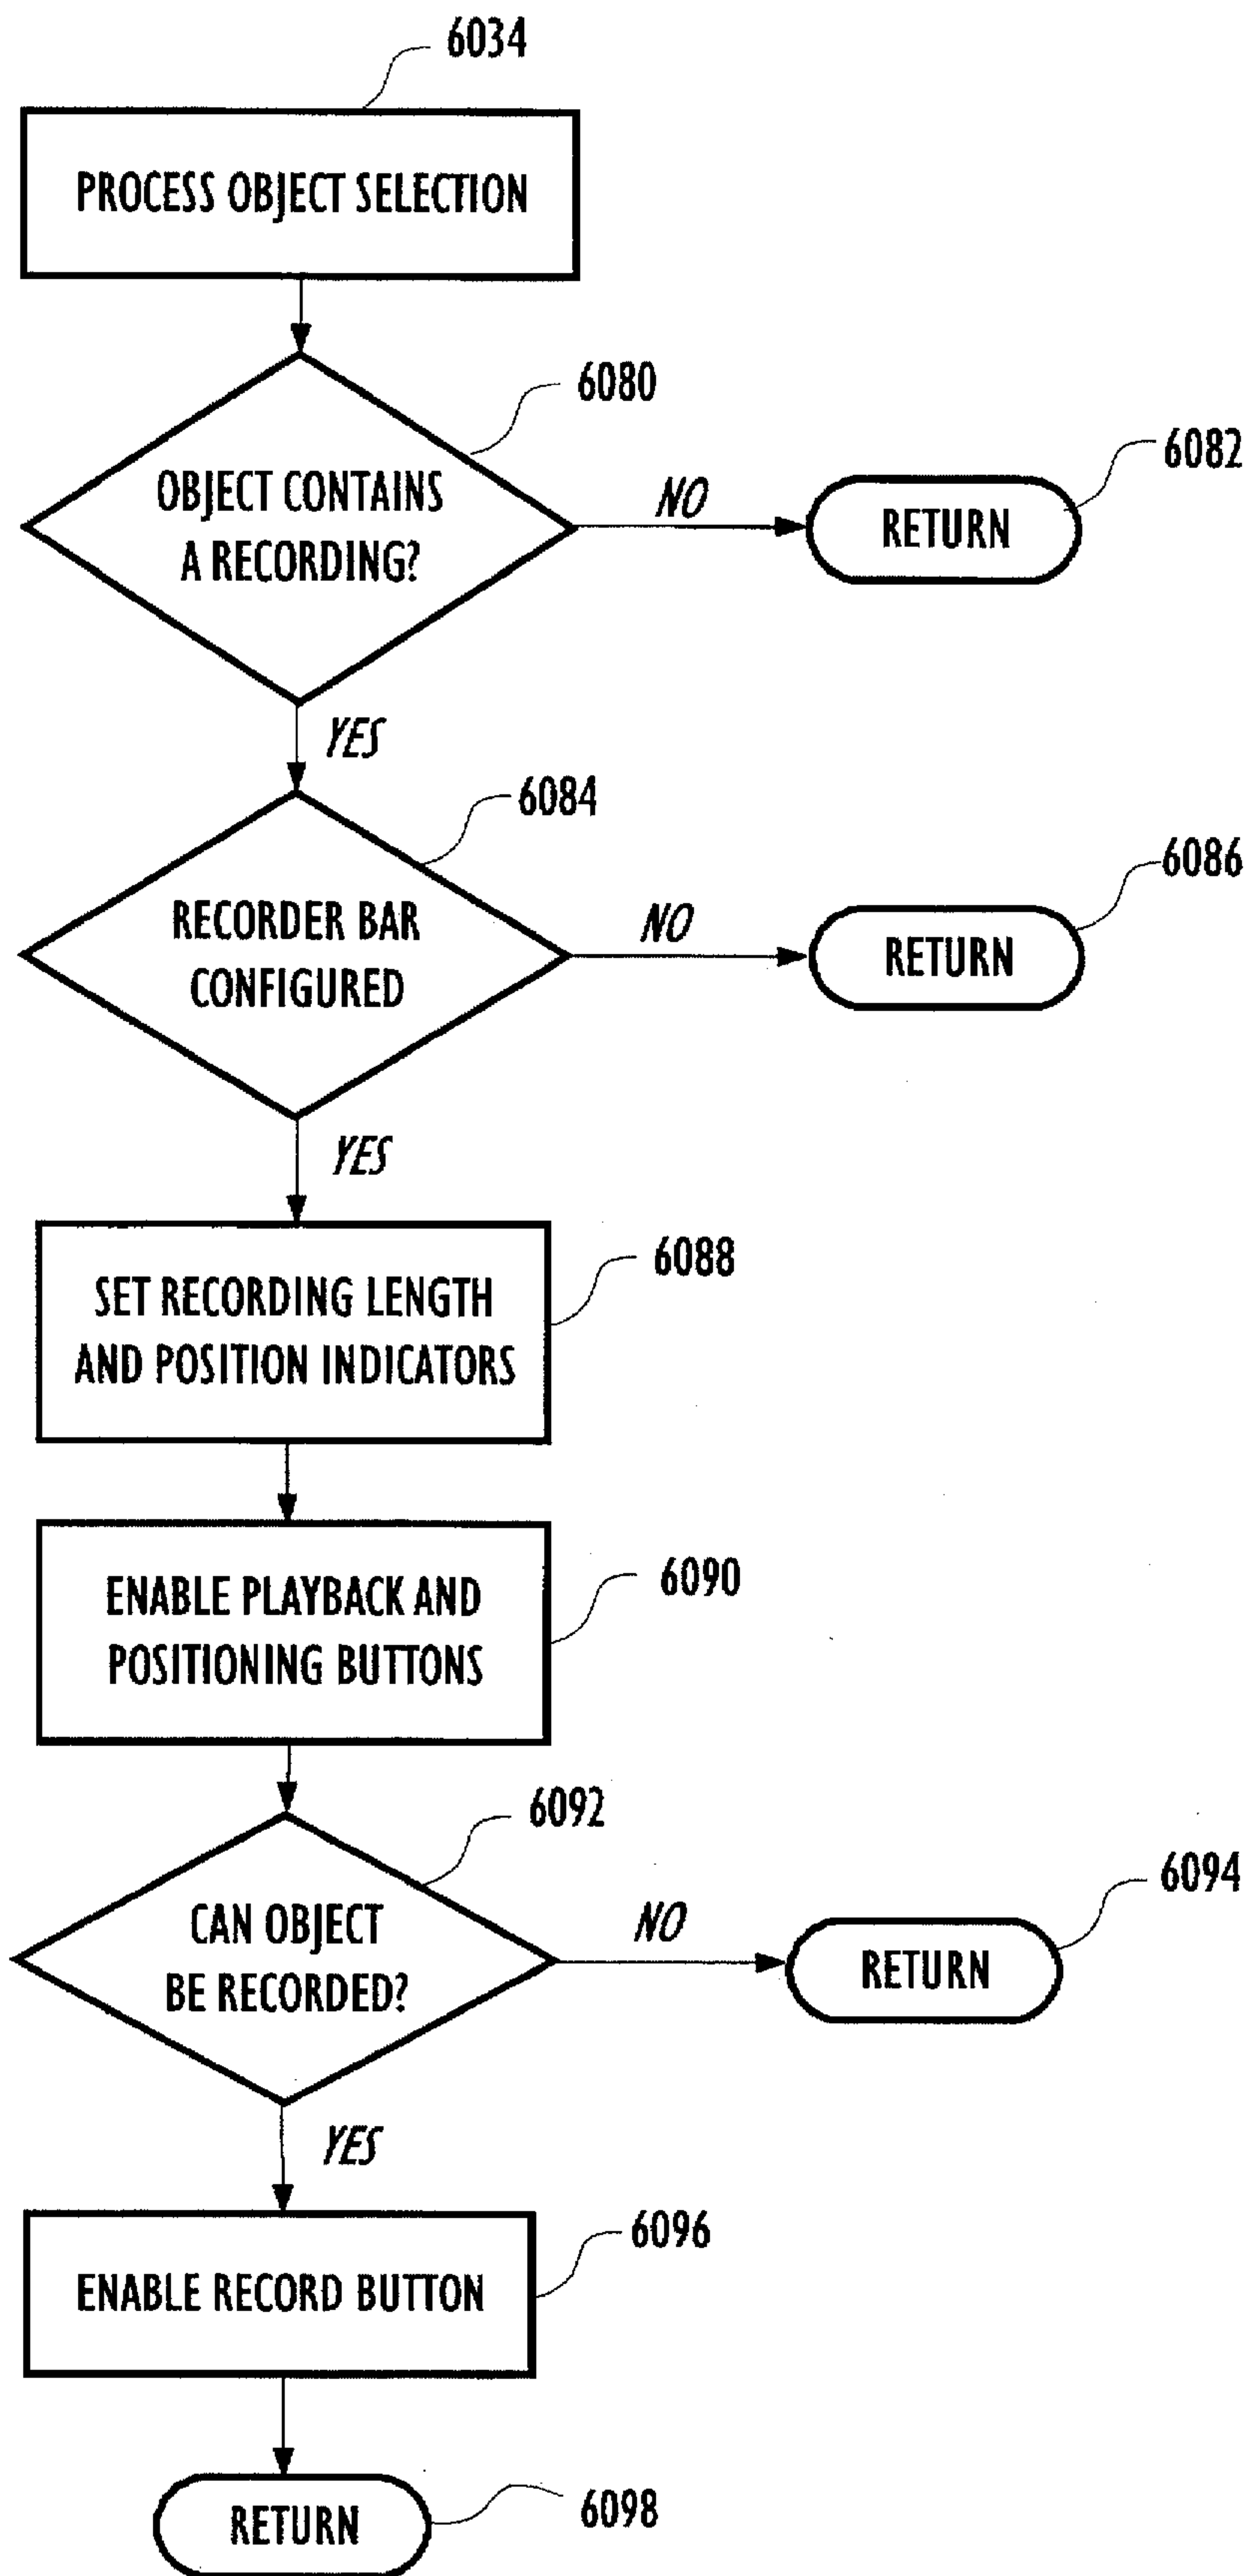 6034
PROCESS OBJECT SELECTION
6080
OBJECT CONTAINS
A RECORDING?
NO
6082
RETURN
YES
6084
RECORDER BAR
CONFIGURED
NO
6086
RETURN
YES
6088
SET RECORDING LENGTH
AND POSITION INDICATORS
6090
ENABLE PLAYBACK AND
POSITIONING BUTTONS
6092
CAN OBJECT
BE RECORDED?
NO
6094
RETURN
YES
6096
ENABLE RECORD BUTTON
6098
RETURN